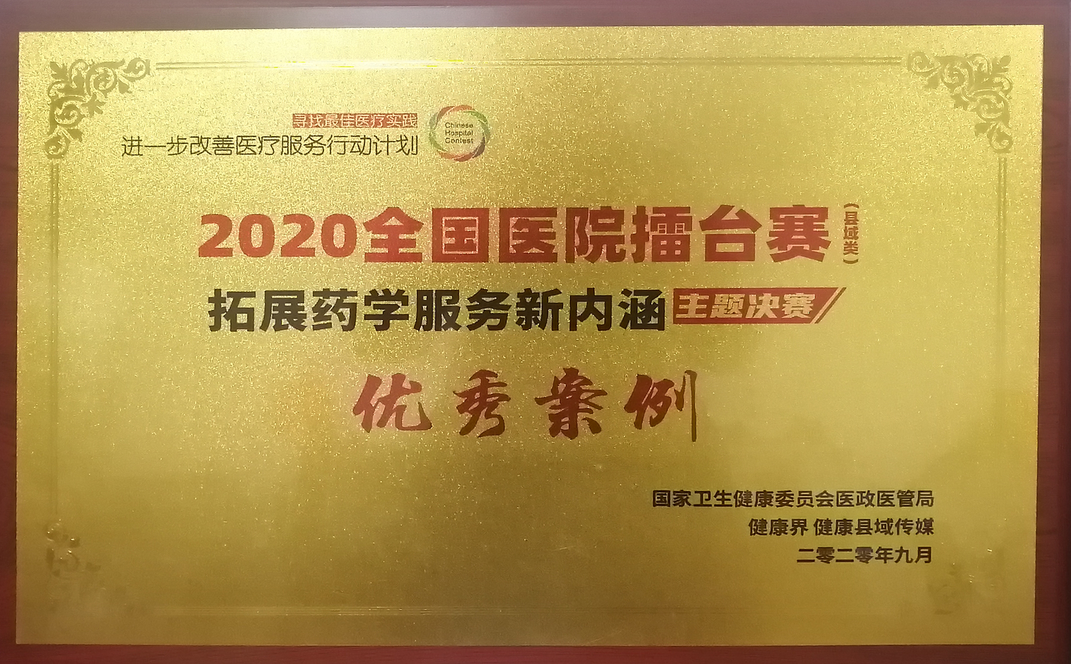 寻找最佳医疗实践
进一步改善医疗服务行动计划
Chinese
Hospital
Contest
2020全国医院擂台赛(县域类)
拓展药学服务新内涵 主题决赛
优秀案例
国家卫生健康委员会医政医管局
健康界 健康县域传媒
二零二零年九月